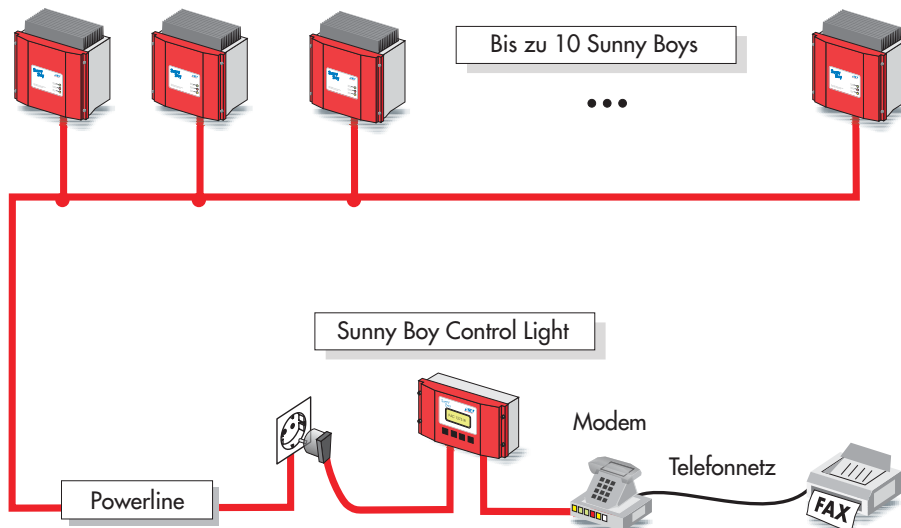 Bis zu 10 Sunny Boys
Sunny Boy Control Light
Modem
Telefonnetz
Powerline
FAX